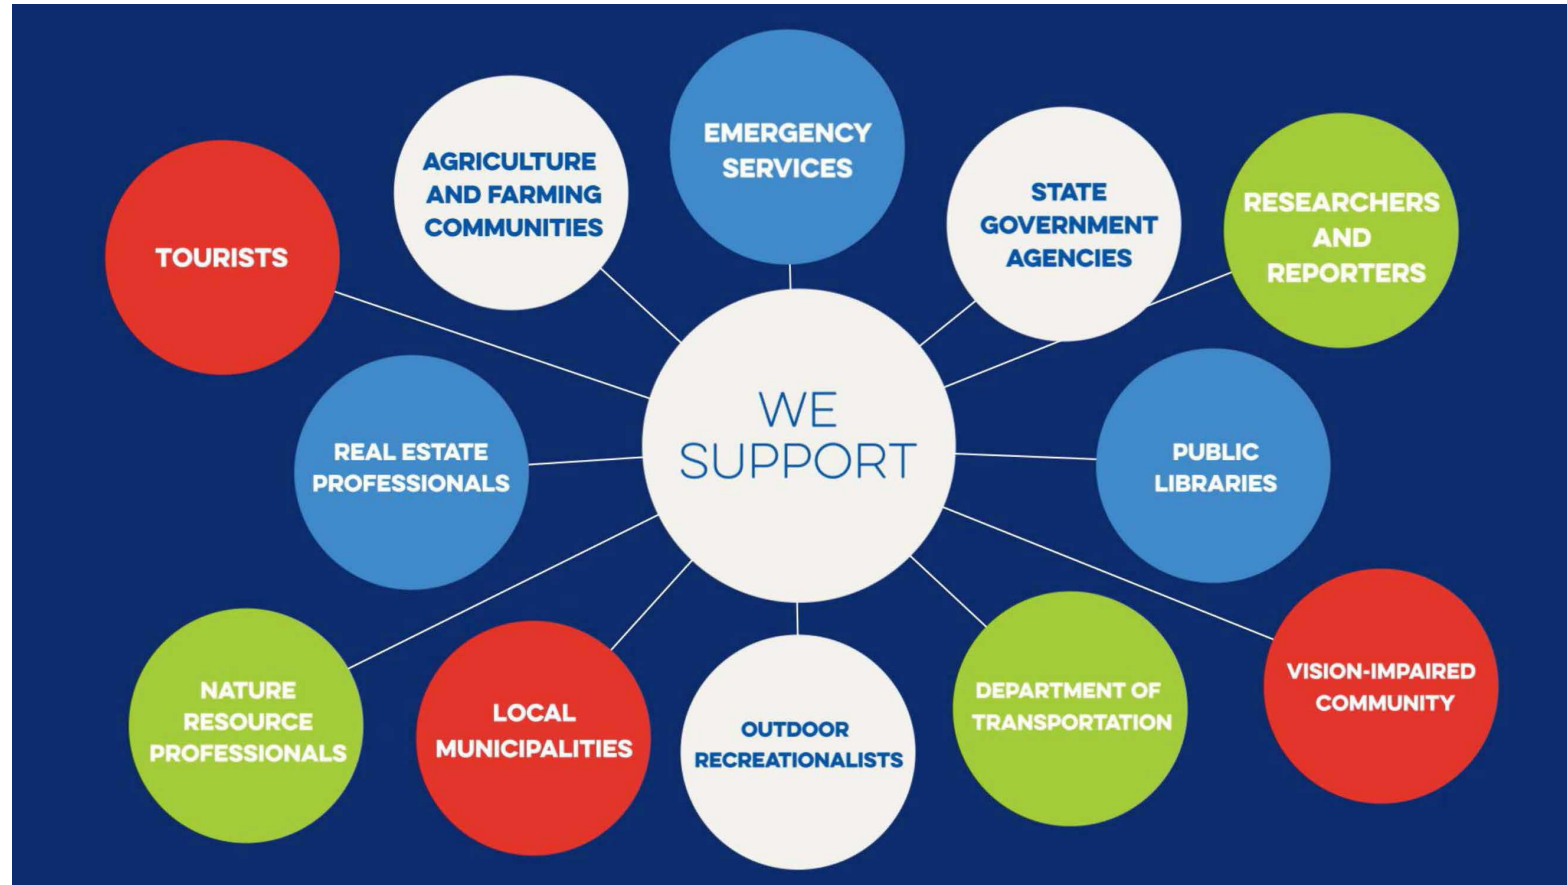 EMERGENCY
SERVICES
AGRICULTURE
AND FARMING
COMMUNITIES
STATE
GOVERNMENT
AGENCIES
RESEARCHERS
AND
REPORTERS
TOURISTS
WE
SUPPORT
REAL ESTATE
PROFESSIONALS
PUBLIC
LIBRARIES
NATURE
RESOURCE
PROFESSIONALS
LOCAL
MUNICIPALITIES
OUTDOOR
RECREATIONALISTS
DEPARTMENT OF
TRANSPORTATION
VISION-IMPAIRED
COMMUNITY